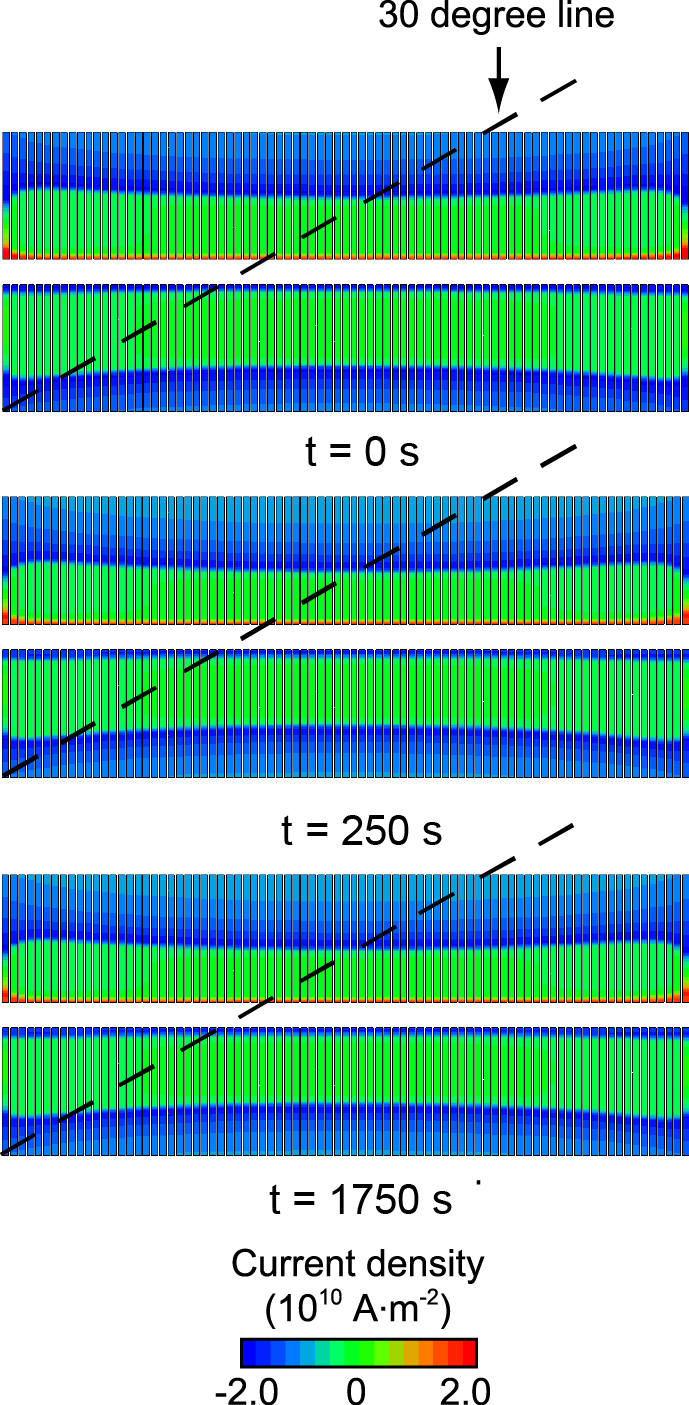 30 degree line
t = 0 s
t = 250 s
t = 1750 s
Current density
(10¹⁰ A·m⁻²)
-2.0 0 2.0